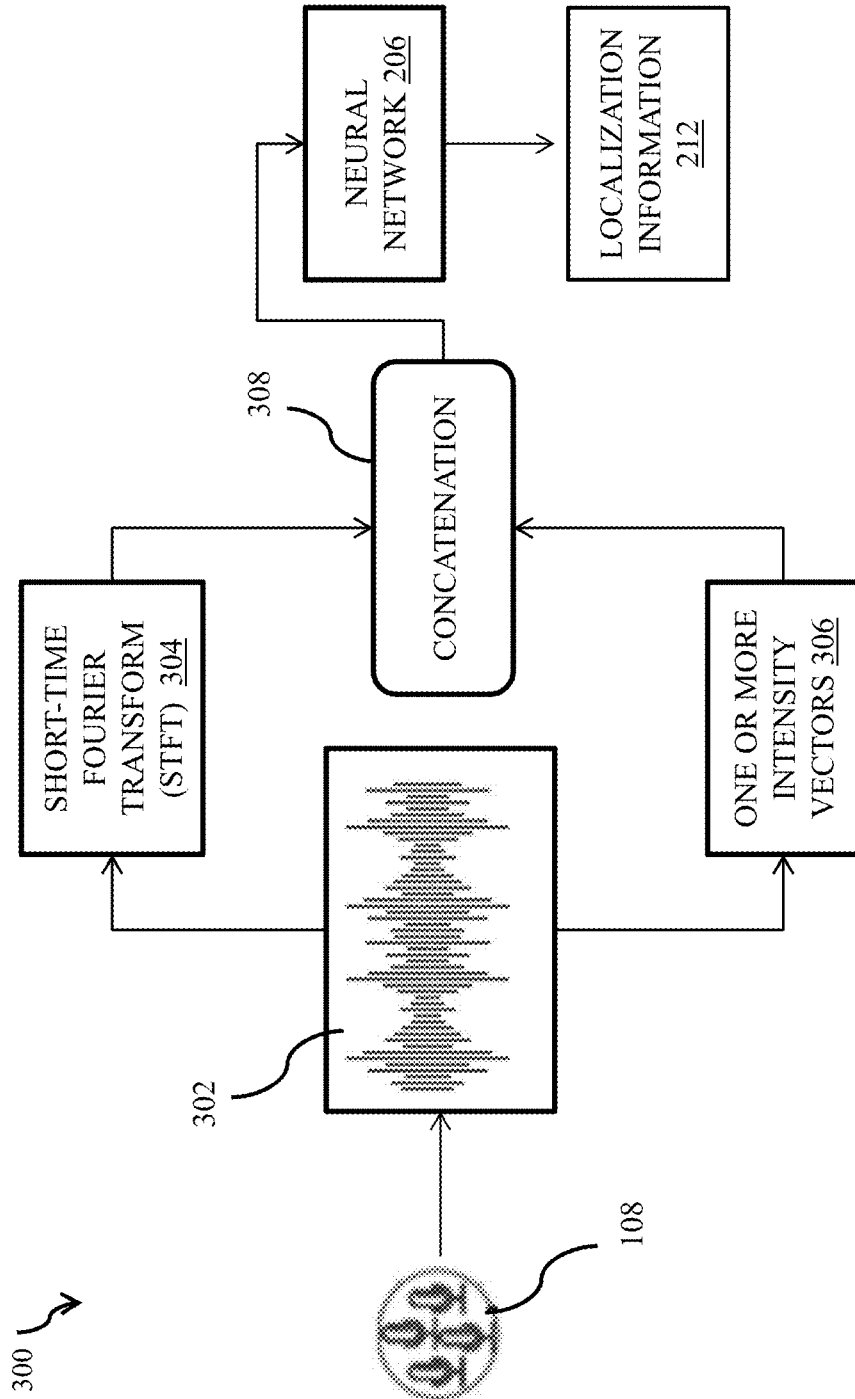 300
108
302
SHORT-TIME
FOURIER
TRANSFORM
(STFT) 304
ONE OR MORE
INTENSITY
VECTORS 306
308
CONCATENATION
NEURAL
NETWORK 206
LOCALIZATION
INFORMATION
212